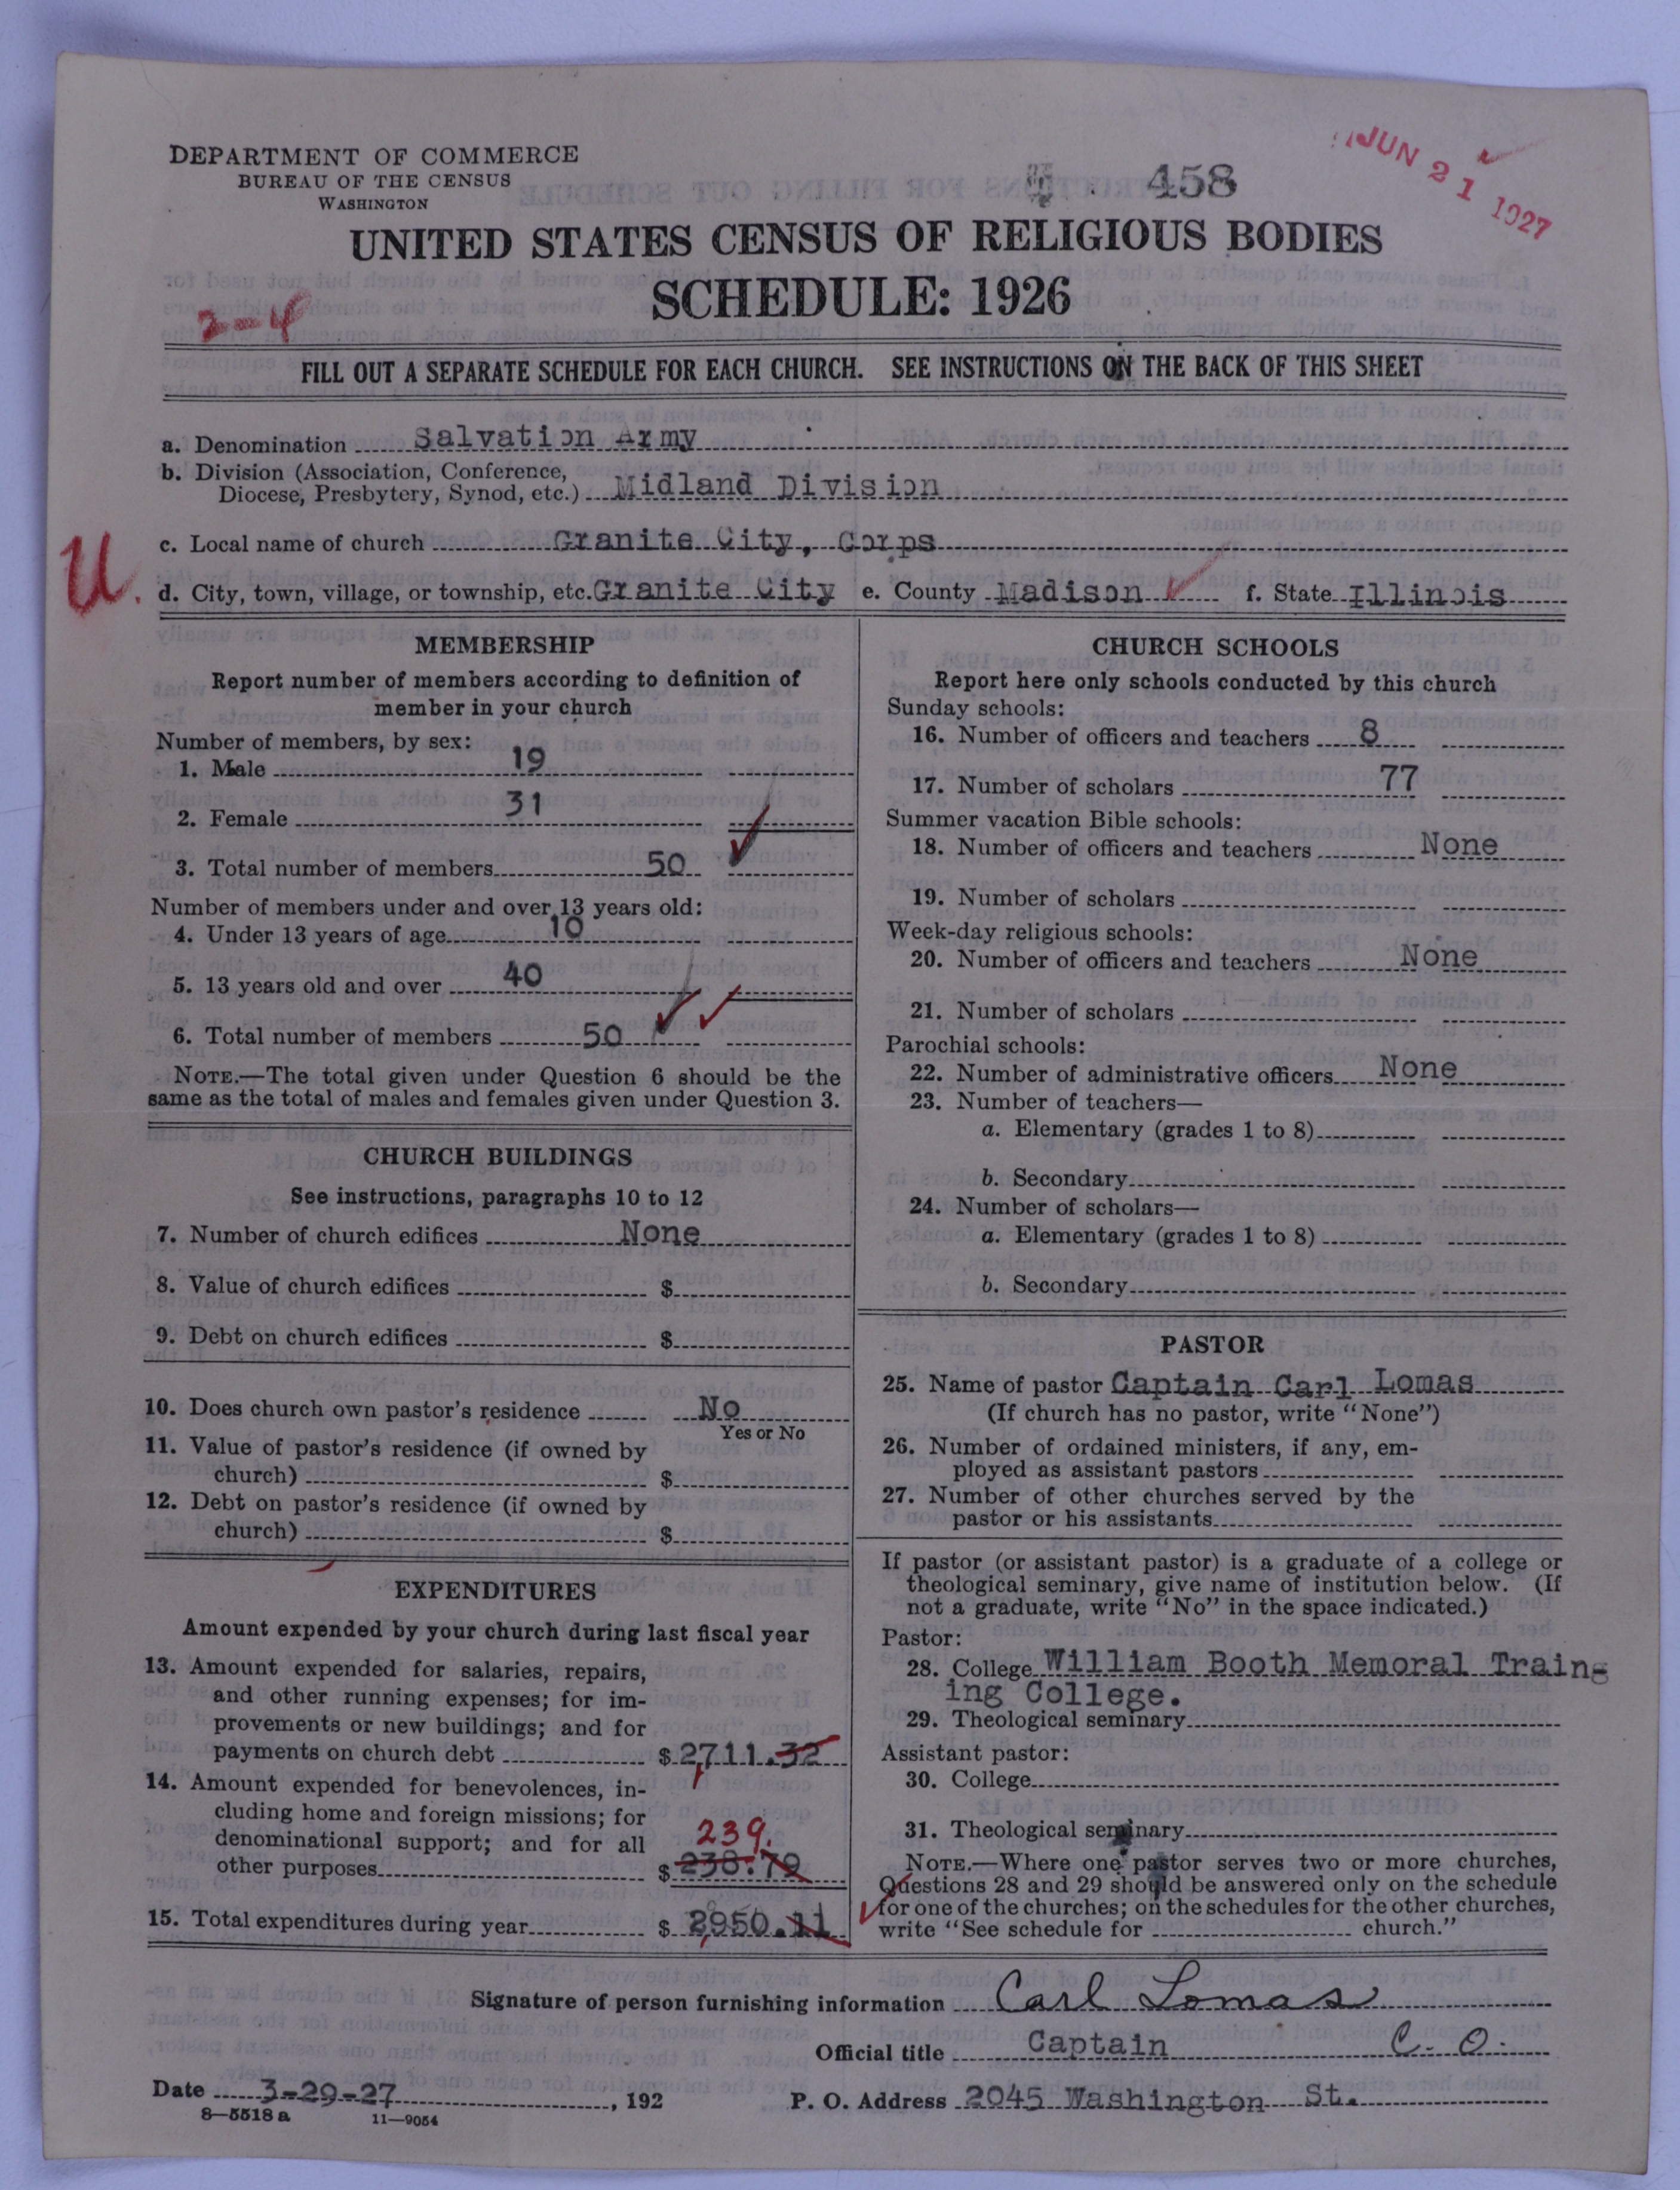 DEPARTMENT OF COMMERCE
BUREAU OF THE CENSUS
WASHINGTON
458
JUN 21 1927
UNITED STATES CENSUS OF RELIGIOUS BODIES
SCHEDULE: 1926
2-4
FILL OUT A SEPARATE SCHEDULE FOR EACH CHURCH. SEE INSTRUCTIONS ON THE BACK OF THIS SHEET
a. Denomination Salvation Army
b. Division (Association, Conference,
Diocese, Presbytery, Synod, etc.) Midland Division
c. Local name of church Granite City, Corps
U.
d. City, town, village, or township, etc. Granite City e. County Madison f. State Illinois
MEMBERSHIP
Report number of members according to definition of
member in your church
Number of members, by sex:
1. Male 19
2. Female 31
3. Total number of members 50
Number of members under and over 13 years old:
4. Under 13 years of age 10
5. 13 years old and over 40
6. Total number of members 50
NOTE.—The total given under Question 6 should be the
same as the total of males and females given under Question 3.
CHURCH BUILDINGS
See instructions, paragraphs 10 to 12
7. Number of church edifices None
8. Value of church edifices $
9. Debt on church edifices $
10. Does church own pastor's residence No
Yes or No
11. Value of pastor's residence (if owned by
church) $
12. Debt on pastor's residence (if owned by
church) $
EXPENDITURES
Amount expended by your church during last fiscal year
13. Amount expended for salaries, repairs,
and other running expenses; for im-
provements or new buildings; and for
payments on church debt $ 2,711.32
14. Amount expended for benevolences, in-
cluding home and foreign missions; for
denominational support; and for all
239.
other purposes $ 238.79
15. Total expenditures during year $ 2,950.11
CHURCH SCHOOLS
Report here only schools conducted by this church
Sunday schools:
16. Number of officers and teachers 8
17. Number of scholars 77
Summer vacation Bible schools:
18. Number of officers and teachers None
19. Number of scholars
Week-day religious schools:
20. Number of officers and teachers None
21. Number of scholars
Parochial schools:
22. Number of administrative officers None
23. Number of teachers—
a. Elementary (grades 1 to 8)
b. Secondary
24. Number of scholars—
a. Elementary (grades 1 to 8)
b. Secondary
PASTOR
25. Name of pastor Captain Carl Lomas
(If church has no pastor, write "None")
26. Number of ordained ministers, if any, em-
ployed as assistant pastors
27. Number of other churches served by the
pastor or his assistants
If pastor (or assistant pastor) is a graduate of a college or
theological seminary, give name of institution below. (If
not a graduate, write "No" in the space indicated.)
Pastor:
28. College William Booth Memoral Train-
ing College.
29. Theological seminary
Assistant pastor:
30. College
31. Theological seminary
NOTE.—Where one pastor serves two or more churches,
Questions 28 and 29 should be answered only on the schedule
for one of the churches; on the schedules for the other churches,
write "See schedule for church."
Signature of person furnishing information Carl Lomas
Official title Captain C. O.
Date 3-29-27, 192 P. O. Address 2045 Washington St.
8—5518 a 11—9054